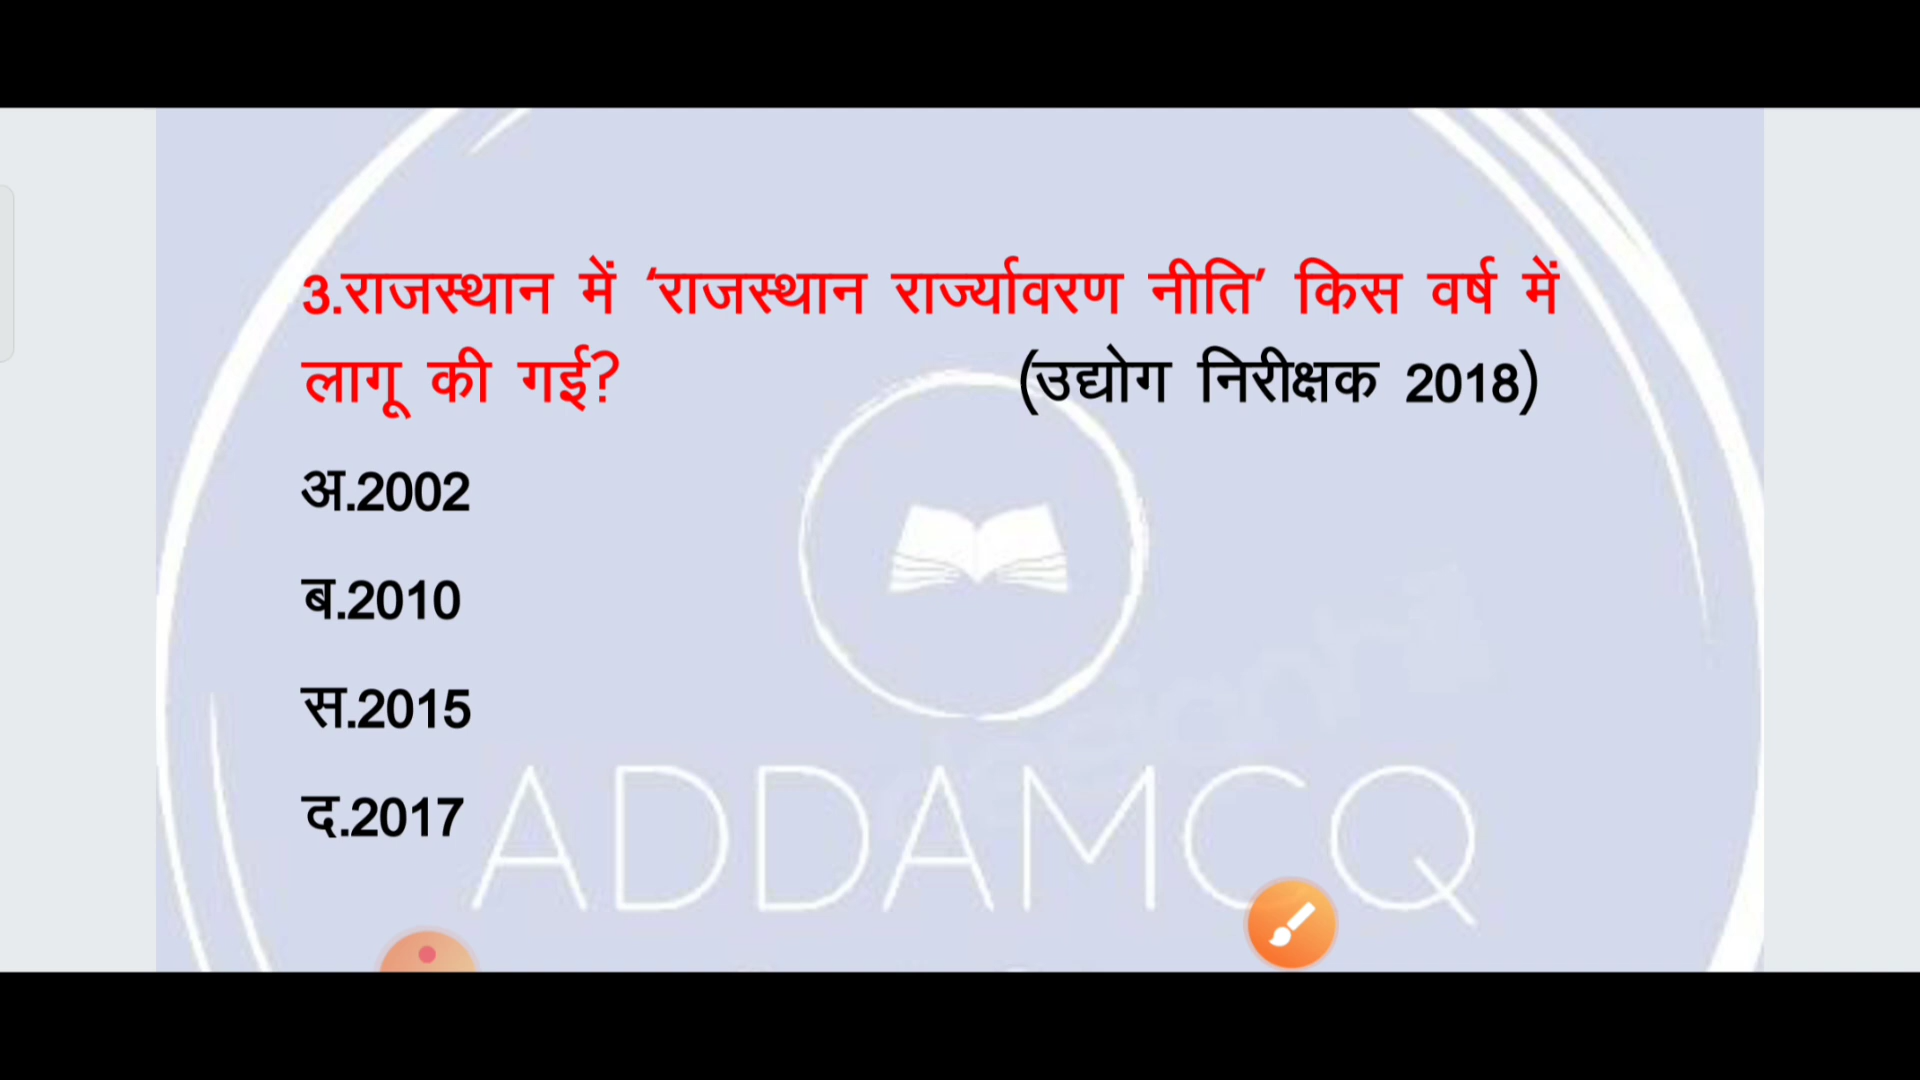 3.राजस्थान में ‘राजस्थान रार्ज्यावरण नीति’ किस वर्ष में
लागू की गई? (उद्योग निरीक्षक 2018)
अ.2002
ब.2010
स.2015
द.2017
ADDAMCQ